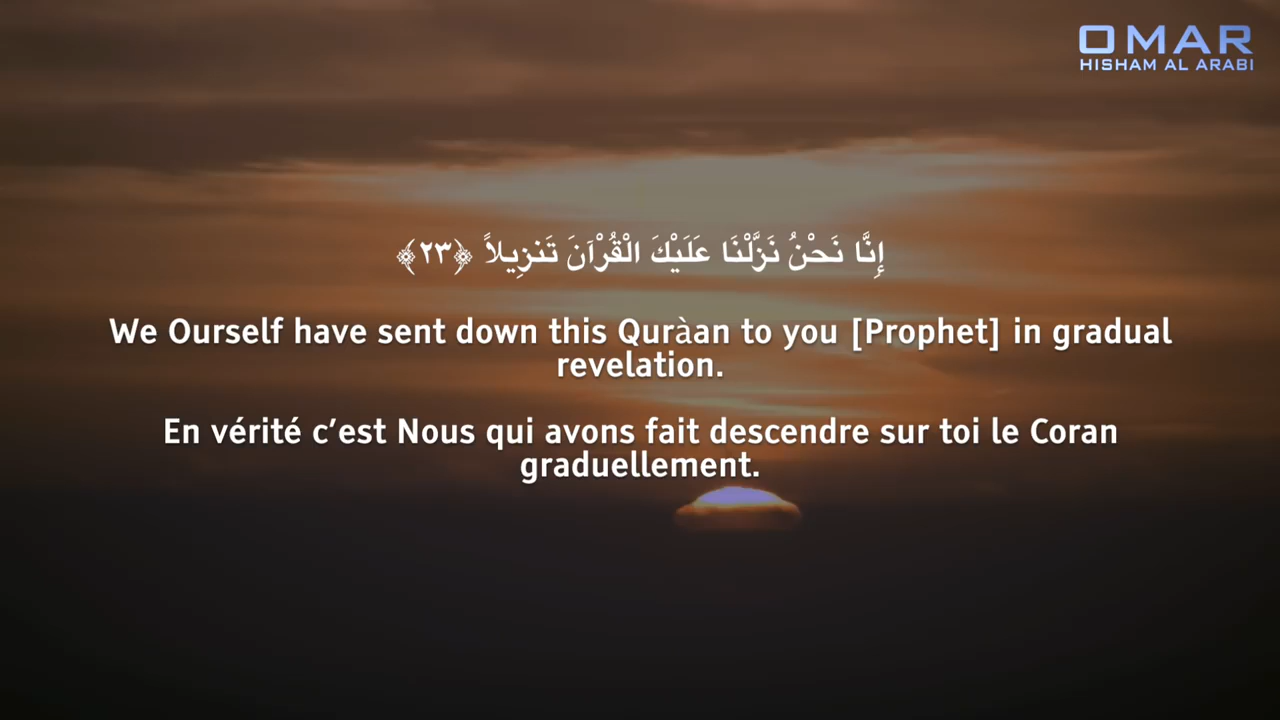 OMAR
HISHAM AL ARABI
إِنَّا نَحْنُ نَزَّلْنَا عَلَيْكَ الْقُرْآنَ تَنزِيلاً ﴿٢٣﴾
We Ourself have sent down this Quràan to you [Prophet] in gradual
revelation.
En vérité c’est Nous qui avons fait descendre sur toi le Coran
graduellement.